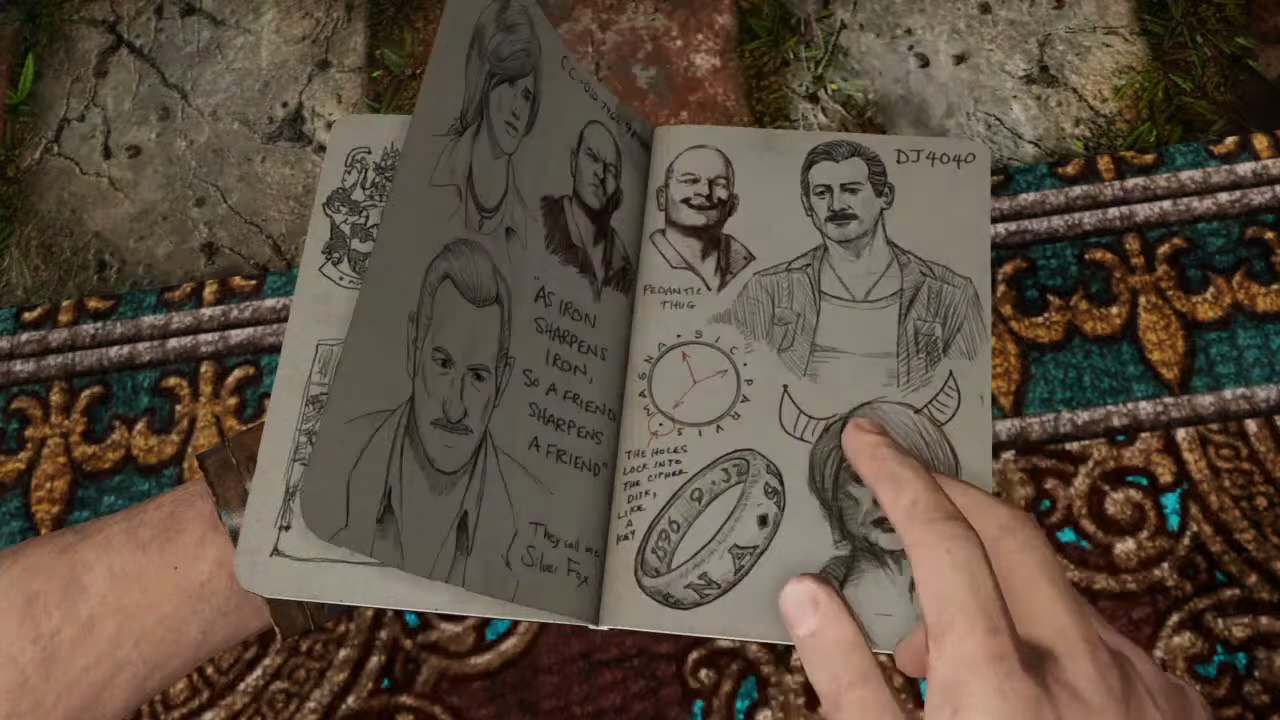 "AS IRON
SHARPENS
IRON,
SO A FRIEND
SHARPENS
A FRIEND"
They call me
Silver Fox
DJ4040
PEDANTIC
THUG
SIC • PARVIS • MAGNA •
THE HOLES
LOCK INTO
THE CIPHER
DISK,
LIKE
A
KEY
1596